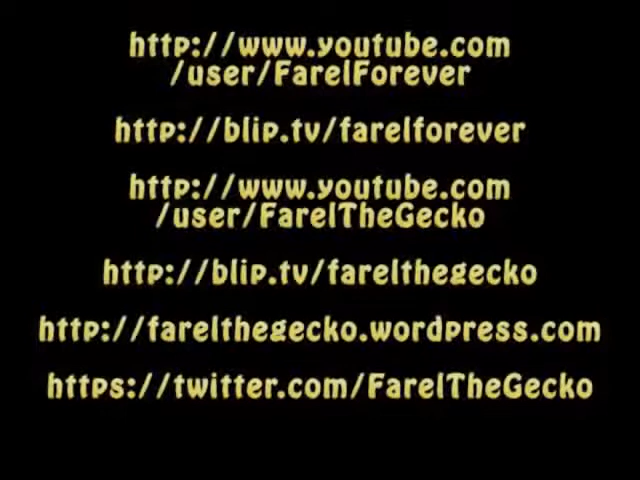 http://www.youtube.com
/user/FarelForever
http://blip.tv/farelforever
http://www.youtube.com
/user/FarelTheGecko
http://blip.tv/farelthegecko
http://farelthegecko.wordpress.com
https://twitter.com/FarelTheGecko